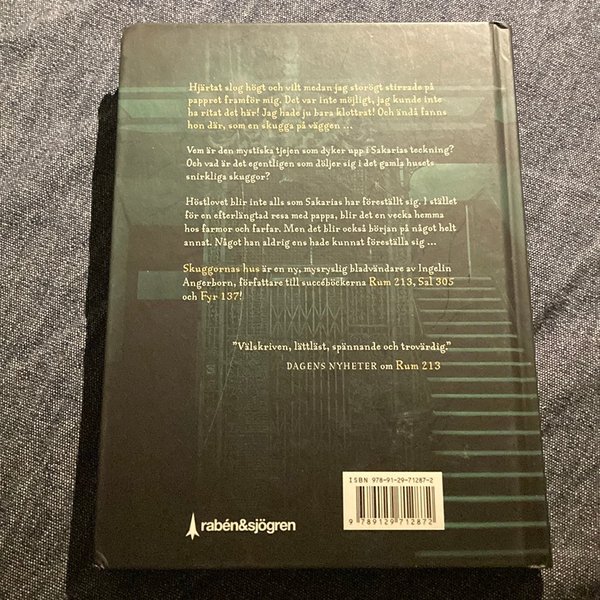 Hjärtat slog högt och vilt medan jag storögt stirrade på
pappret framför mig. Det var inte möjligt, jag kunde inte
ha ritat det här! Jag hade ju bara klottrat! Och ändå fanns
hon där, som en skugga på väggen ...
Vem är den mystiska tjejen som dyker upp i Sakarias teckning?
Och vad är det egentligen som döljer sig i det gamla husets
snirkliga skuggor?
Höstlovet blir inte alls som Sakarias har föreställt sig. I stället
för en efterlängtad resa med pappa, blir det en vecka hemma
hos farmor och farfar. Men det blir också början på något helt
annat. Något han aldrig ens hade kunnat föreställa sig ...
Skuggornas hus är en ny, mysryslig bladvändare av Ingelin
Angerborn, författare till succéböckerna Rum 213, Sal 305
och Fyr 137!
"Välskriven, lättläst, spännande och trovärdig."
DAGENS NYHETER om Rum 213
ISBN 978-91-29-71287-2
9 789129 712872
rabén&sjögren